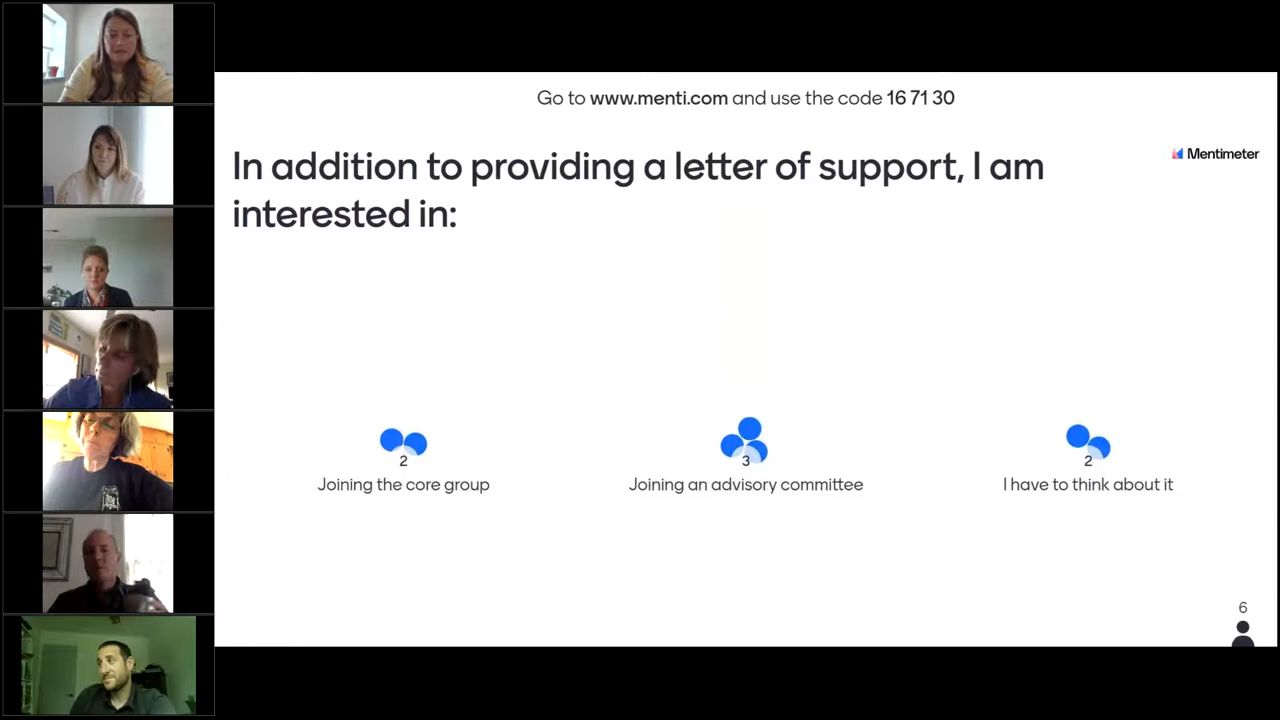 Go to www.menti.com and use the code 16 71 30
Mentimeter
In addition to providing a letter of support, I am
interested in:
2
3
2
Joining the core group
Joining an advisory committee
I have to think about it
6